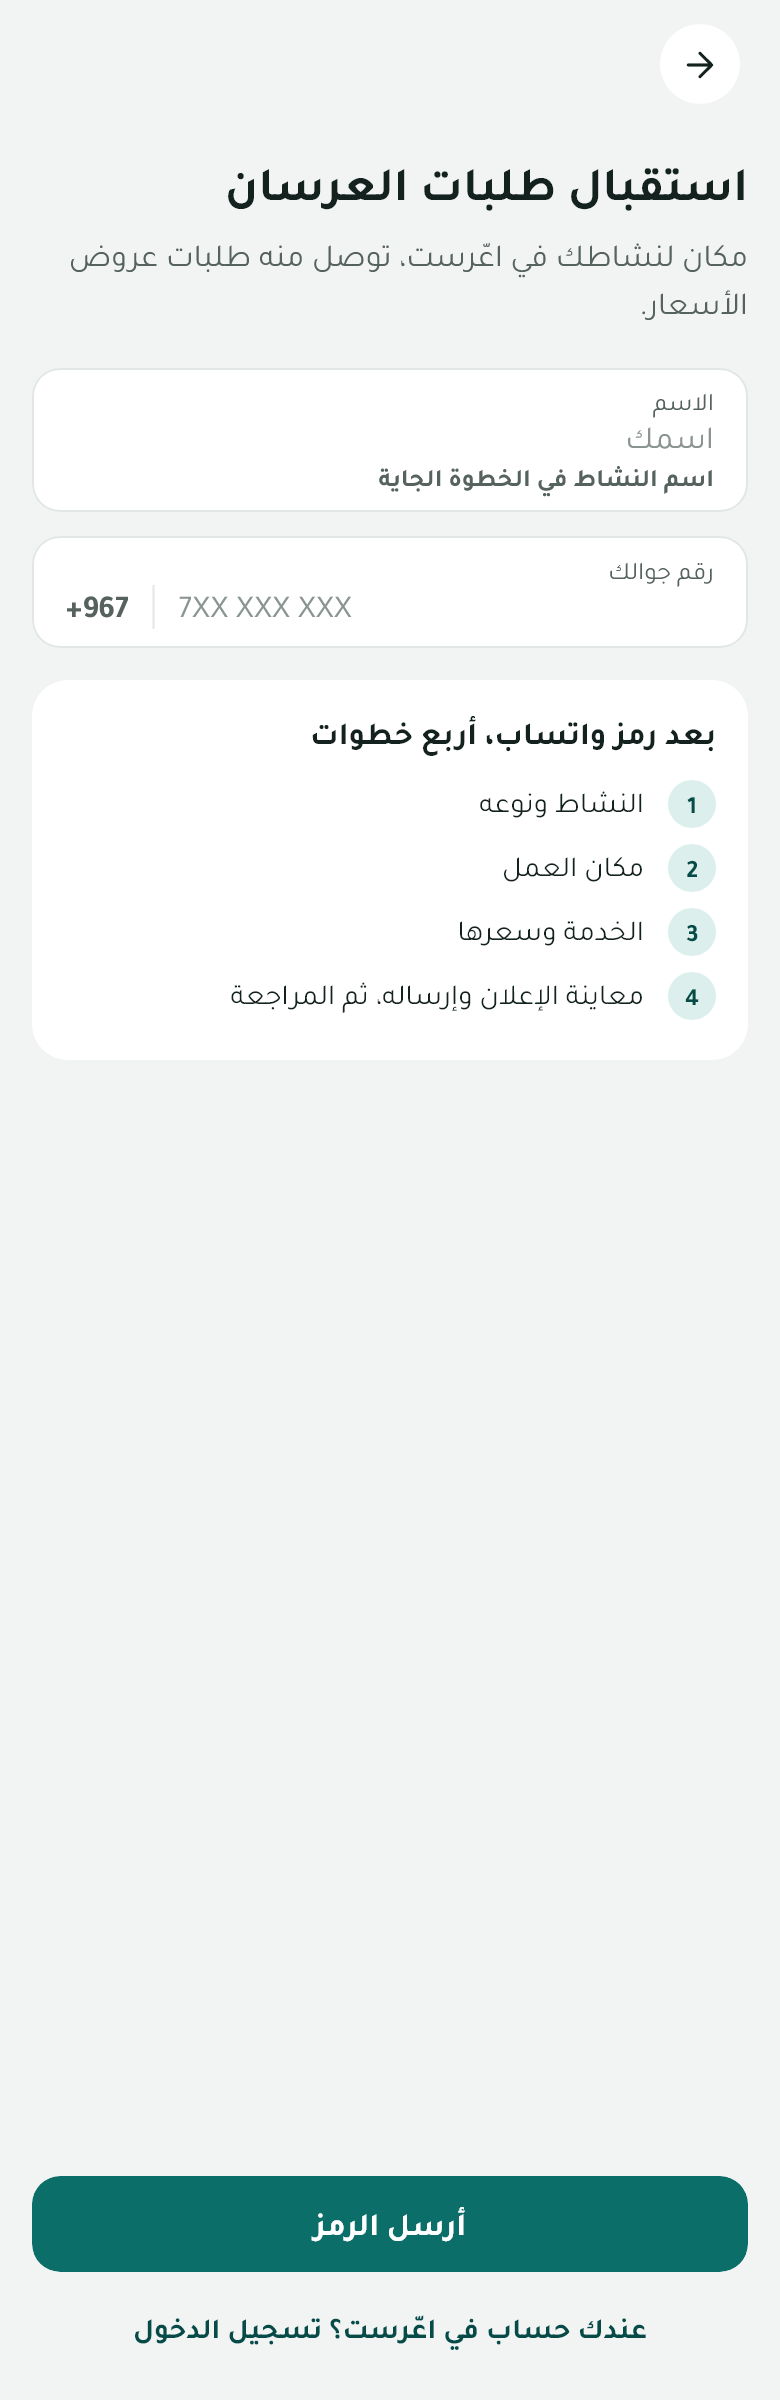 استقبال طلبات العرسان
مكان لنشاطك في اعّرست، توصل منه طلبات عروض
الأسعار.
الاسم
اسمك
اسم النشاط في الخطوة الجاية
رقم جوالك
+967
7XX XXX XXX
بعد رمز واتساب، أربع خطوات
1 النشاط ونوعه
2 مكان العمل
3 الخدمة وسعرها
4 معاينة الإعلان وإرساله، ثم المراجعة
أرسل الرمز
عندك حساب في اعّرست؟ تسجيل الدخول